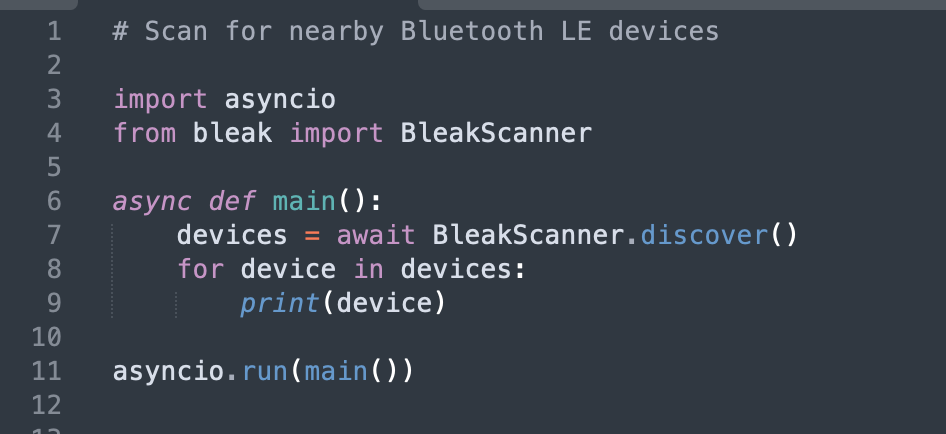 1 # Scan for nearby Bluetooth LE devices
2
3 import asyncio
4 from bleak import BleakScanner
5
6 async def main():
7     devices = await BleakScanner.discover()
8     for device in devices:
9         print(device)
10
11 asyncio.run(main())
12